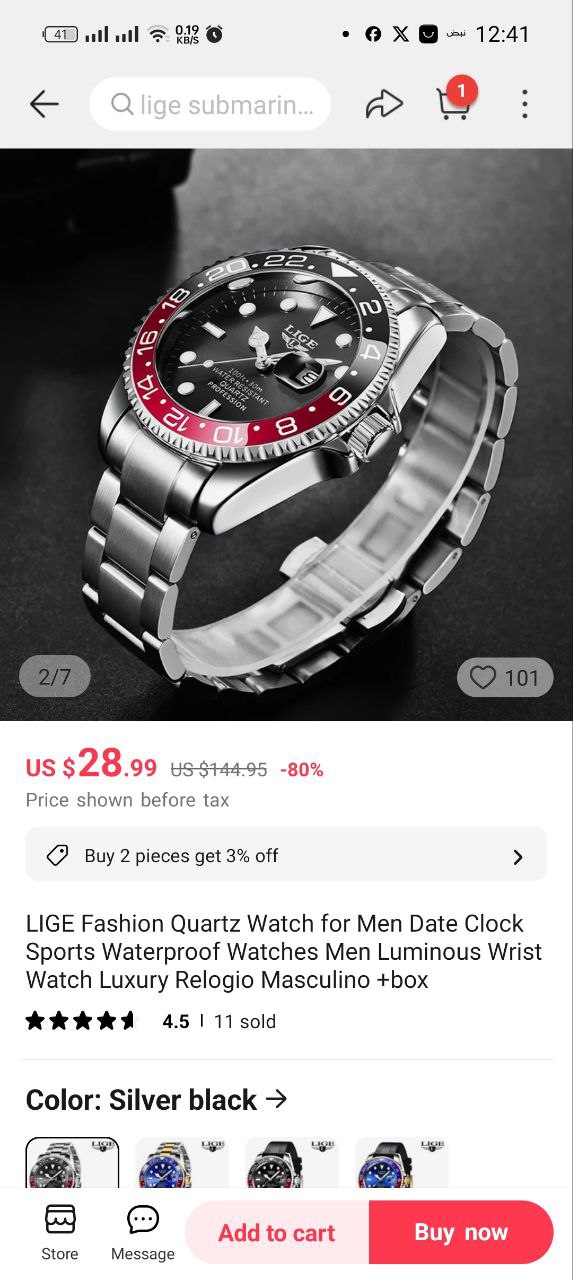 41
0.19
KB/S
نبض
12:41
lige submarin...
1
20 22 2 4 6 8 10 12 14 16 18
LIGE
100ft•30m
WATER RESISTANT
QUARTZ
PROFESSION
2/7
101
US $28.99 US $144.95 -80%
Price shown before tax
Buy 2 pieces get 3% off
LIGE Fashion Quartz Watch for Men Date Clock
Sports Waterproof Watches Men Luminous Wrist
Watch Luxury Relogio Masculino +box
4.5 | 11 sold
Color: Silver black
LIGE LIGE LIGE LIGE
Store
Message
Add to cart
Buy now